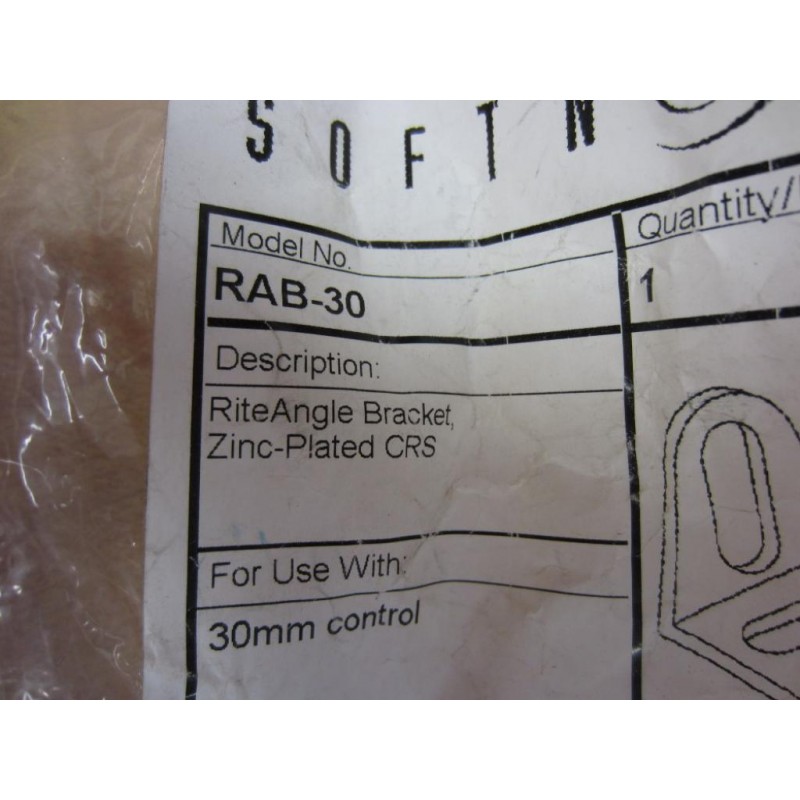 SOFTN
Model No.
RAB-30
Quantity/
1
Description:
RiteAngle Bracket,
Zinc-Plated CRS
For Use With:
30mm control